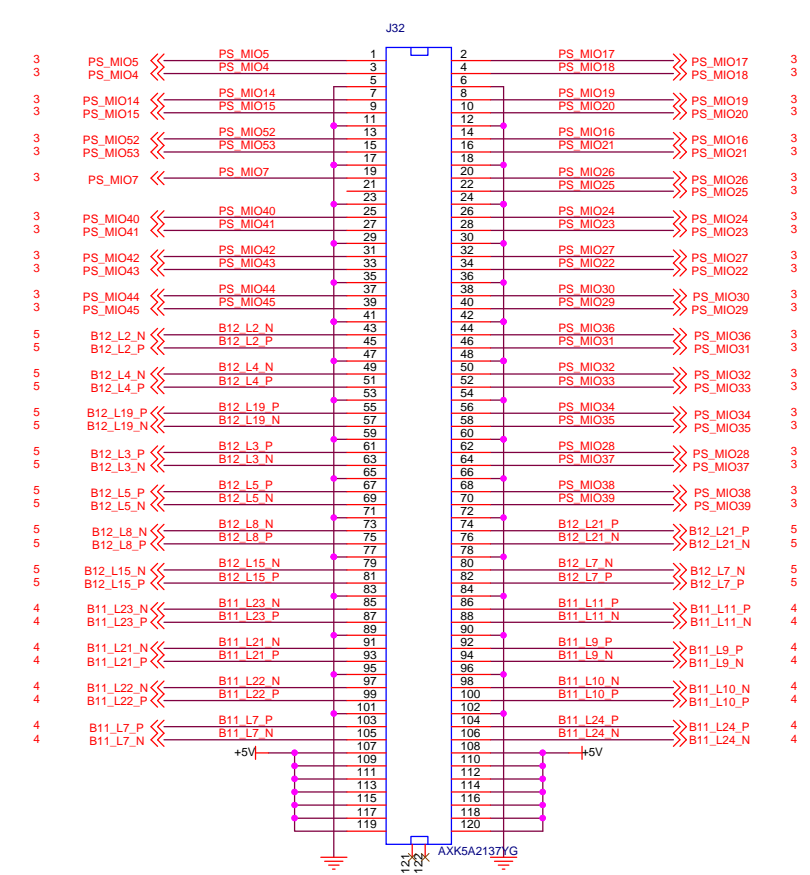 J32
3 PS_MIO5 PS_MIO5 1 2 PS_MIO17 PS_MIO17 3
3 PS_MIO4 PS_MIO4 3 4 PS_MIO18 PS_MIO18 3
5 6
3 PS_MIO14 PS_MIO14 7 8 PS_MIO19 PS_MIO19 3
3 PS_MIO15 PS_MIO15 9 10 PS_MIO20 PS_MIO20 3
11 12
3 PS_MIO52 PS_MIO52 13 14 PS_MIO16 PS_MIO16 3
3 PS_MIO53 PS_MIO53 15 16 PS_MIO21 PS_MIO21 3
17 18
3 PS_MIO7 PS_MIO7 19 20 PS_MIO26 PS_MIO26 3
21 22 PS_MIO25 PS_MIO25 3
23 24
3 PS_MIO40 PS_MIO40 25 26 PS_MIO24 PS_MIO24 3
3 PS_MIO41 PS_MIO41 27 28 PS_MIO23 PS_MIO23 3
29 30
3 PS_MIO42 PS_MIO42 31 32 PS_MIO27 PS_MIO27 3
3 PS_MIO43 PS_MIO43 33 34 PS_MIO22 PS_MIO22 3
35 36
3 PS_MIO44 PS_MIO44 37 38 PS_MIO30 PS_MIO30 3
3 PS_MIO45 PS_MIO45 39 40 PS_MIO29 PS_MIO29 3
41 42
5 B12_L2_N B12_L2_N 43 44 PS_MIO36 PS_MIO36 3
5 B12_L2_P B12_L2_P 45 46 PS_MIO31 PS_MIO31 3
47 48
5 B12_L4_N B12_L4_N 49 50 PS_MIO32 PS_MIO32 3
5 B12_L4_P B12_L4_P 51 52 PS_MIO33 PS_MIO33 3
53 54
5 B12_L19_P B12_L19_P 55 56 PS_MIO34 PS_MIO34 3
5 B12_L19_N B12_L19_N 57 58 PS_MIO35 PS_MIO35 3
59 60
5 B12_L3_P B12_L3_P 61 62 PS_MIO28 PS_MIO28 3
5 B12_L3_N B12_L3_N 63 64 PS_MIO37 PS_MIO37 3
65 66
5 B12_L5_P B12_L5_P 67 68 PS_MIO38 PS_MIO38 3
5 B12_L5_N B12_L5_N 69 70 PS_MIO39 PS_MIO39 3
71 72
5 B12_L8_N B12_L8_N 73 74 B12_L21_P B12_L21_P 5
5 B12_L8_P B12_L8_P 75 76 B12_L21_N B12_L21_N 5
77 78
5 B12_L15_N B12_L15_N 79 80 B12_L7_N B12_L7_N 5
5 B12_L15_P B12_L15_P 81 82 B12_L7_P B12_L7_P 5
83 84
4 B11_L23_N B11_L23_N 85 86 B11_L11_P B11_L11_P 4
4 B11_L23_P B11_L23_P 87 88 B11_L11_N B11_L11_N 4
89 90
4 B11_L21_N B11_L21_N 91 92 B11_L9_P B11_L9_P 4
4 B11_L21_P B11_L21_P 93 94 B11_L9_N B11_L9_N 4
95 96
4 B11_L22_N B11_L22_N 97 98 B11_L10_N B11_L10_N 4
4 B11_L22_P B11_L22_P 99 100 B11_L10_P B11_L10_P 4
101 102
4 B11_L7_P B11_L7_P 103 104 B11_L24_P B11_L24_P 4
4 B11_L7_N B11_L7_N 105 106 B11_L24_N B11_L24_N 4
+5V 107 108 +5V
109 110
111 112
113 114
115 116
117 118
119 120
121 122 AXK5A2137YG